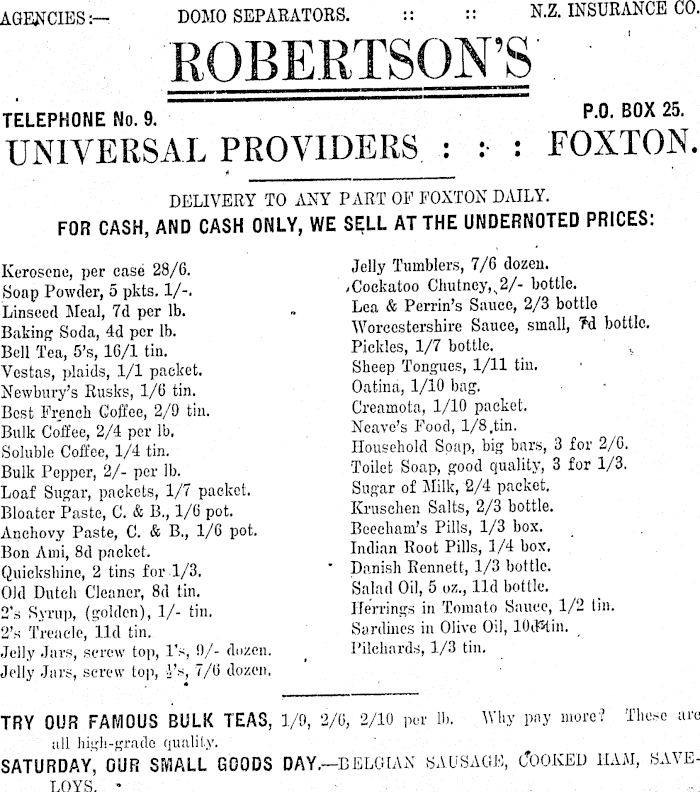 AGENCIES:— DOMO SEPARATORS. :: :: N.Z. INSURANCE CO.
ROBERTSON'S
TELEPHONE No. 9. P.O. BOX 25.
UNIVERSAL PROVIDERS : : : FOXTON.
DELIVERY TO ANY PART OF FOXTON DAILY.
FOR CASH, AND CASH ONLY, WE SELL AT THE UNDERNOTED PRICES:
Kerosene, per case 28/6.
Soap Powder, 5 pkts. 1/-.
Linseed Meal, 7d per lb.
Baking Soda, 4d per lb.
Bell Tea, 5's, 16/1 tin.
Vestas, plaids, 1/1 packet.
Newbury's Rusks, 1/6 tin.
Best French Coffee, 2/9 tin.
Bulk Coffee, 2/4 per lb.
Soluble Coffee, 1/4 tin.
Bulk Pepper, 2/- per lb.
Loaf Sugar, packets, 1/7 packet.
Bloater Paste, C. & B., 1/6 pot.
Anchovy Paste, C. & B., 1/6 pot.
Bon Ami, 8d packet.
Quickshine, 2 tins for 1/3.
Old Dutch Cleaner, 8d tin.
2's Syrup, (golden), 1/- tin.
2's Treacle, 11d tin.
Jelly Jars, screw top, 1's, 9/- dozen.
Jelly Jars, screw top, ½'s, 7/6 dozen.
Jelly Tumblers, 7/6 dozen.
Cockatoo Chutney, 2/- bottle.
Lea & Perrin's Sauce, 2/3 bottle
Worcestershire Sauce, small, 7d bottle.
Pickles, 1/7 bottle.
Sheep Tongues, 1/11 tin.
Oatina, 1/10 bag.
Creamota, 1/10 packet.
Neave's Food, 1/8 tin.
Household Soap, big bars, 3 for 2/6.
Toilet Soap, good quality, 3 for 1/3.
Sugar of Milk, 2/4 packet.
Kruschen Salts, 2/3 bottle.
Beecham's Pills, 1/3 box.
Indian Root Pills, 1/4 box.
Danish Rennett, 1/3 bottle.
Salad Oil, 5 oz., 11d bottle.
Herrings in Tomato Sauce, 1/2 tin.
Sardines in Olive Oil, 10d tin.
Pilchards, 1/3 tin.
TRY OUR FAMOUS BULK TEAS, 1/9, 2/6, 2/10 per lb. Why pay more? These are
all high-grade quality.
SATURDAY, OUR SMALL GOODS DAY.—BELGIAN SAUSAGE, COOKED HAM, SAVE-
LOYS.